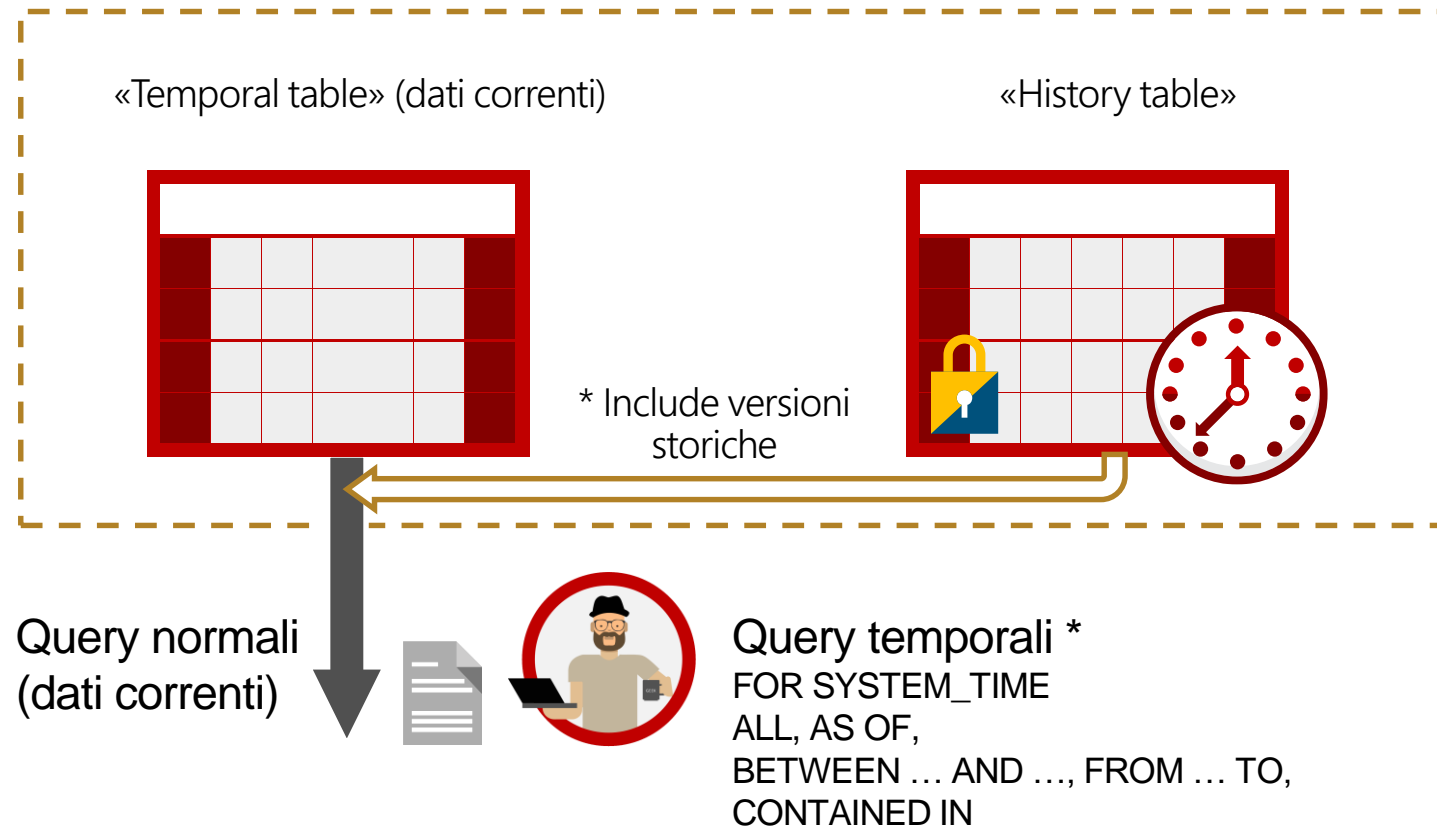 «Temporal table» (dati correnti)
«History table»
* Include versioni
storiche
Query normali
(dati correnti)
Query temporali *
FOR SYSTEM_TIME
ALL, AS OF,
BETWEEN … AND …, FROM … TO,
CONTAINED IN